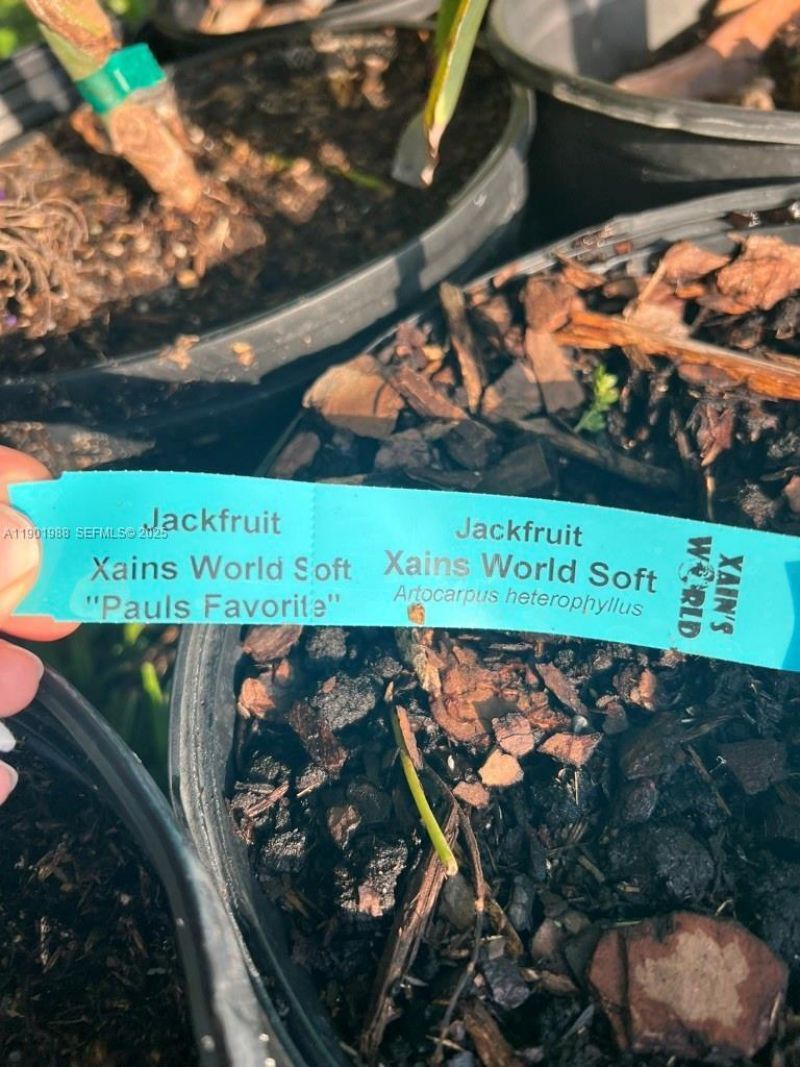 Jackfruit
Xains World Soft
"Pauls Favorite"
Jackfruit
Xains World Soft
Artocarpus heterophyllus
XAIN'S
WORLD
A11901988 SEFMLS© 2025